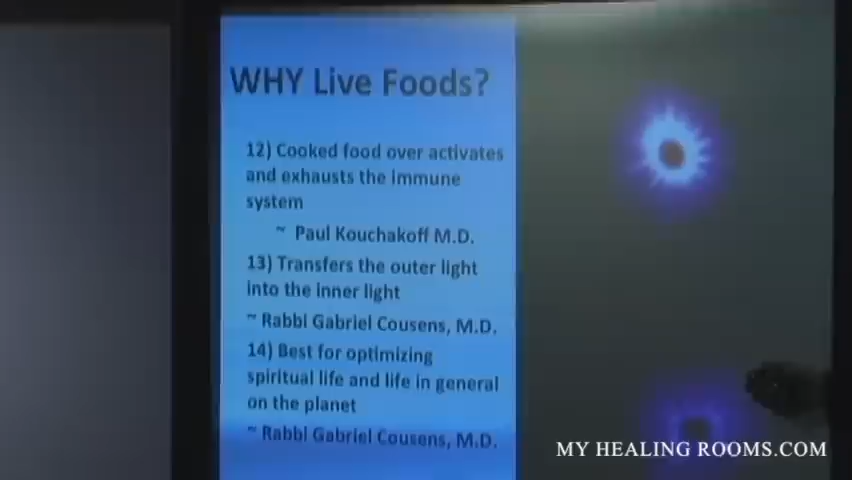 WHY Live Foods?
12) Cooked food over activates
and exhausts the immune
system
~ Paul Kouchakoff M.D.
13) Transfers the outer light
into the inner light
~ Rabbi Gabriel Cousens, M.D.
14) Best for optimizing
spiritual life and life in general
on the planet
~ Rabbi Gabriel Cousens, M.D.
MY HEALING ROOMS.COM